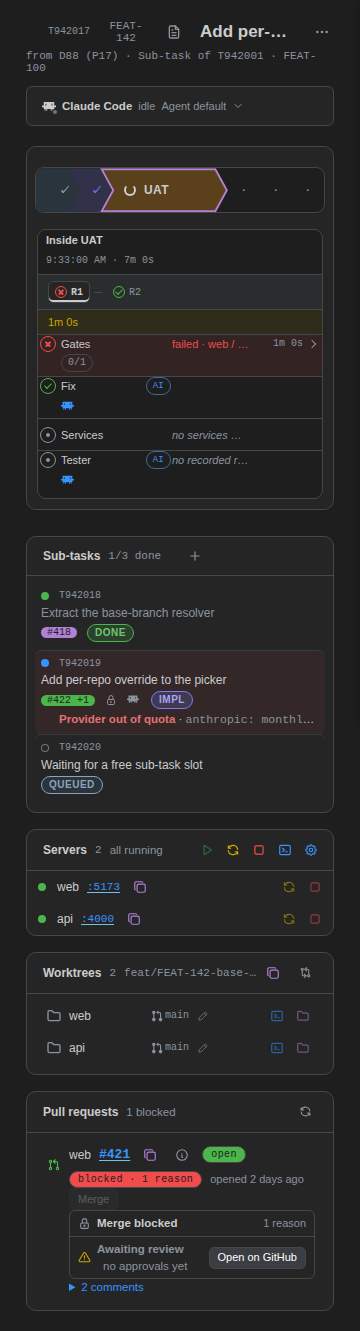 T942017 FEAT-142 Add per-…
from D88 (P17) · Sub-task of T942001 · FEAT-100
Claude Code idle Agent default
UAT
Inside UAT
9:33:00 AM · 7m 0s
R1 — R2
1m 0s
Gates failed · web / … 1m 0s
0/1
Fix AI
Services no services …
Tester AI no recorded r…
Sub-tasks 1/3 done
T942018
Extract the base-branch resolver
#418 DONE
T942019
Add per-repo override to the picker
#422 +1 IMPL
Provider out of quota · anthropic: monthl…
T942020
Waiting for a free sub-task slot
QUEUED
Servers 2 all running
web :5173
api :4000
Worktrees 2 feat/FEAT-142-base-…
web main
api main
Pull requests 1 blocked
web #421 open
blocked · 1 reason opened 2 days ago
Merge
Merge blocked 1 reason
Awaiting review
no approvals yet
Open on GitHub
2 comments